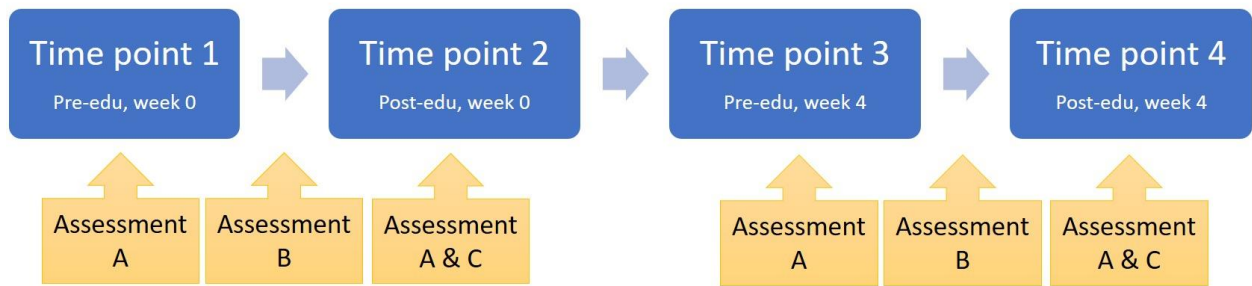 Time point 1
Pre-edu, week 0
Time point 2
Post-edu, week 0
Time point 3
Pre-edu, week 4
Time point 4
Post-edu, week 4
Assessment
A
Assessment
B
Assessment
A & C
Assessment
A
Assessment
B
Assessment
A & C